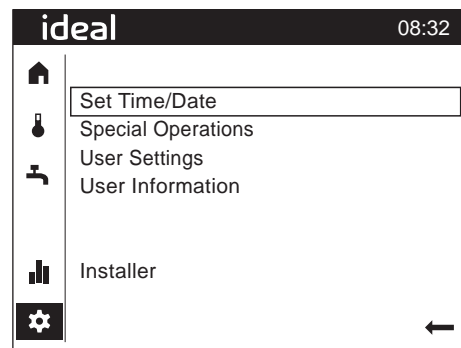 ideal 08:32
Set Time/Date
Special Operations
User Settings
User Information
Installer